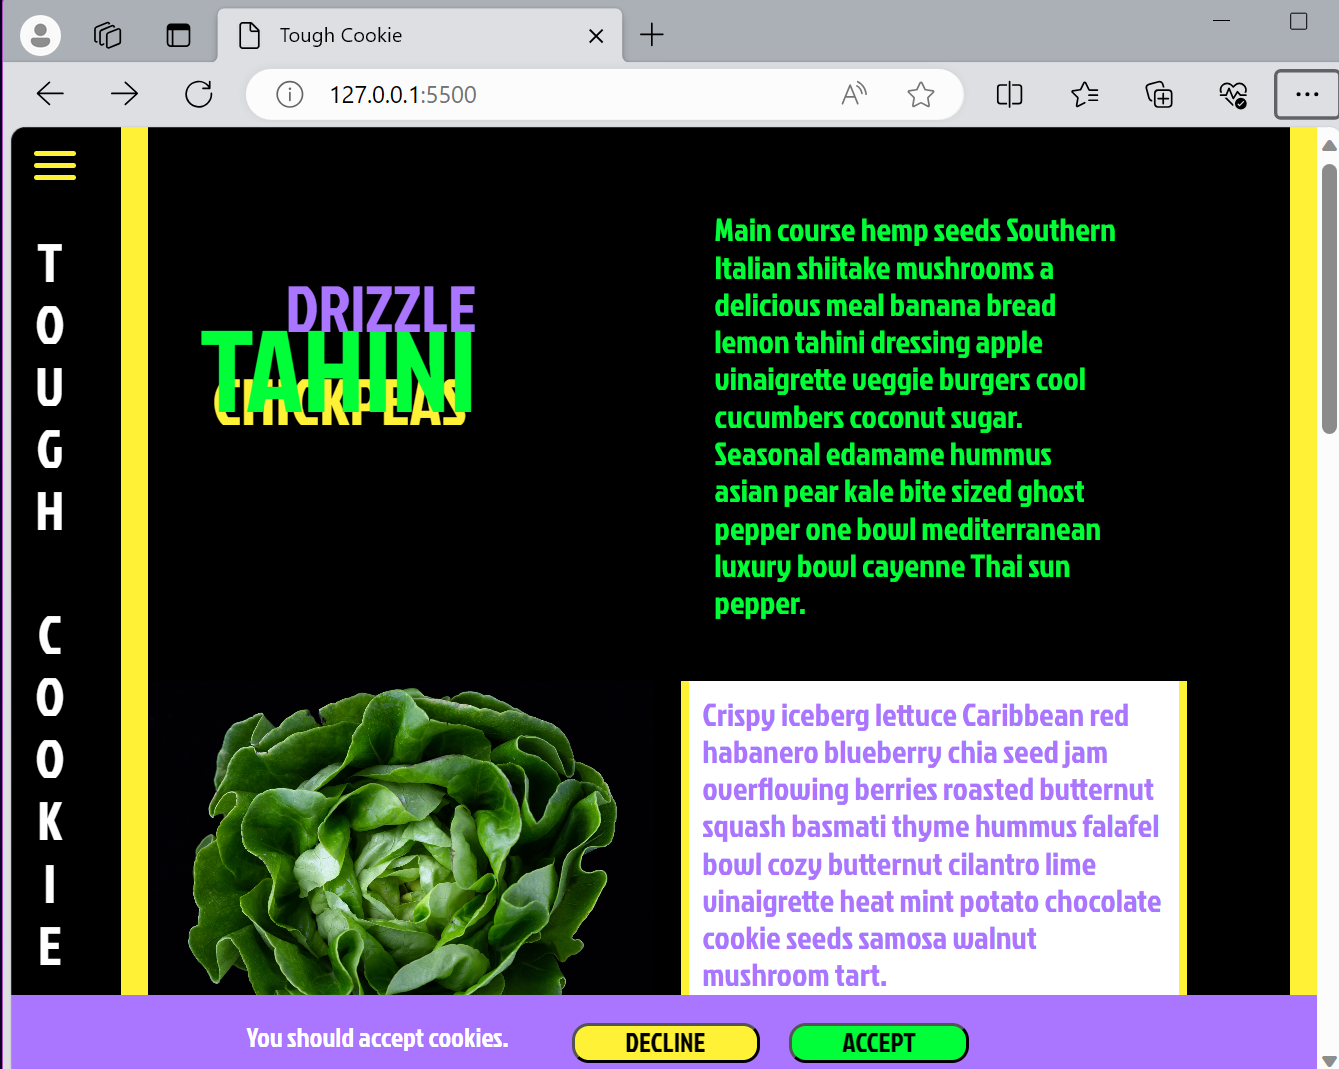 Tough Cookie
127.0.0.1:5500
TOUGH COOKIE
DRIZZLE
TAHINI
CHICKPEAS
Main course hemp seeds Southern
Italian shiitake mushrooms a
delicious meal banana bread
lemon tahini dressing apple
vinaigrette veggie burgers cool
cucumbers coconut sugar.
Seasonal edamame hummus
asian pear kale bite sized ghost
pepper one bowl mediterranean
luxury bowl cayenne Thai sun
pepper.
Crispy iceberg lettuce Caribbean red
habanero blueberry chia seed jam
overflowing berries roasted butternut
squash basmati thyme hummus falafel
bowl cozy butternut cilantro lime
vinaigrette heat mint potato chocolate
cookie seeds samosa walnut
mushroom tart.
You should accept cookies.
DECLINE
ACCEPT